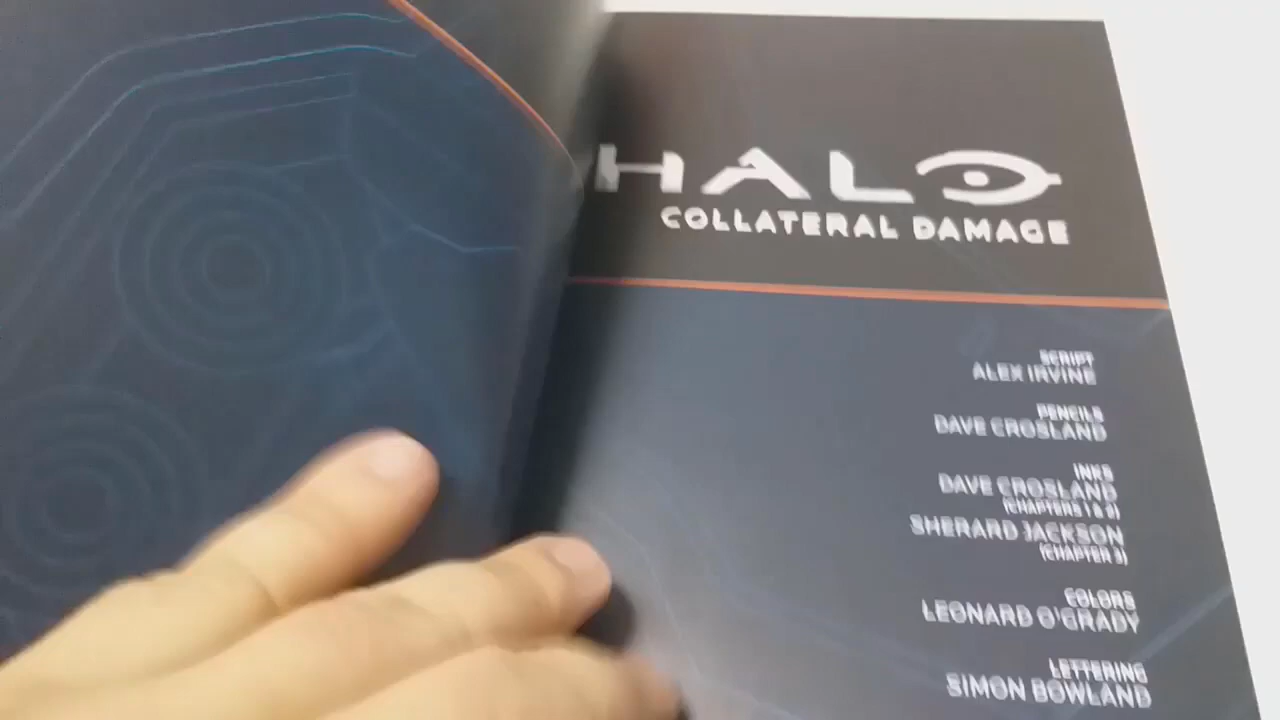 HALO
COLLATERAL DAMAGE
SCRIPT
ALEX IRVINE
PENCILS
DAVE CROSLAND
INKS
DAVE CROSLAND
(CHAPTERS 1 & 2)
SHERARD JACKSON
(CHAPTER 3)
COLORS
LEONARD O'GRADY
LETTERING
SIMON BOWLAND